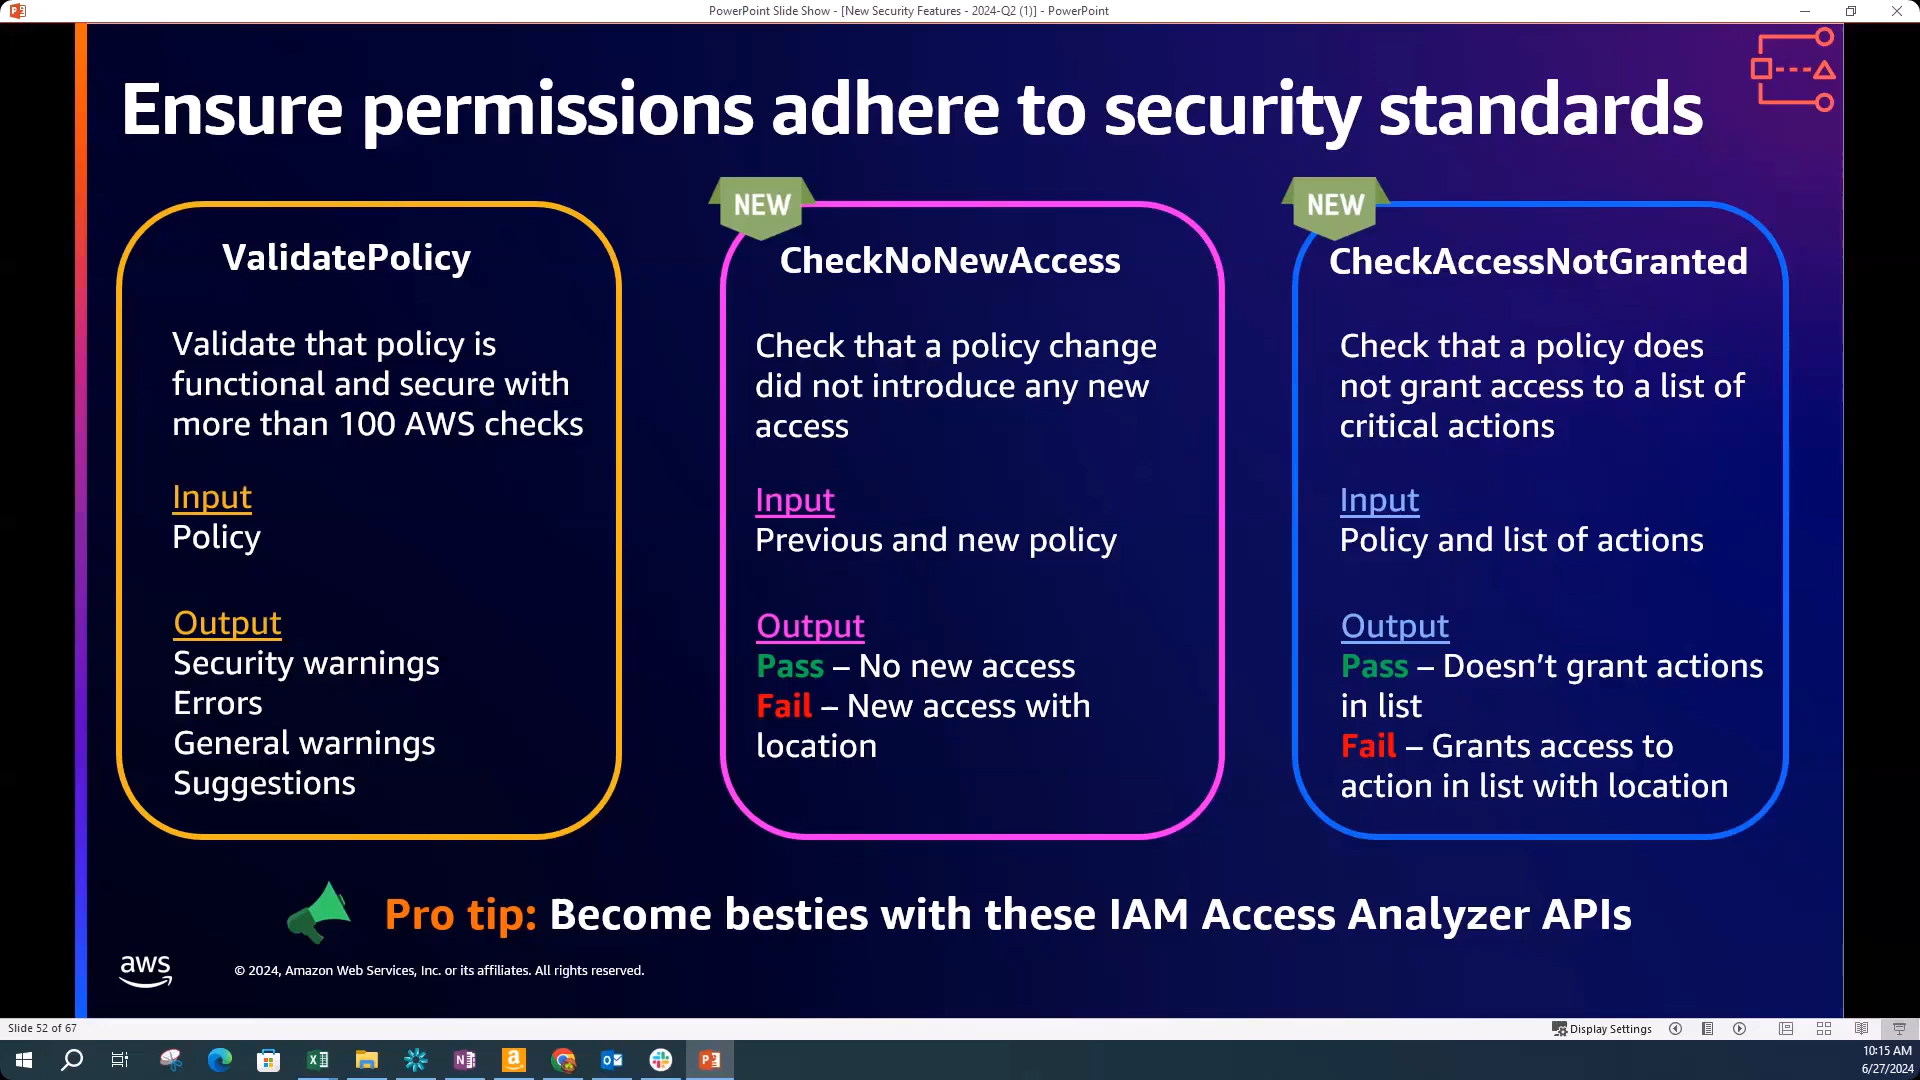 PowerPoint Slide Show - [New Security Features - 2024-Q2 (1)] - PowerPoint
Ensure permissions adhere to security standards
ValidatePolicy
Validate that policy is
functional and secure with
more than 100 AWS checks
Input
Policy
Output
Security warnings
Errors
General warnings
Suggestions
NEW
CheckNoNewAccess
Check that a policy change
did not introduce any new
access
Input
Previous and new policy
Output
Pass – No new access
Fail – New access with
location
NEW
CheckAccessNotGranted
Check that a policy does
not grant access to a list of
critical actions
Input
Policy and list of actions
Output
Pass – Doesn’t grant actions
in list
Fail – Grants access to
action in list with location
Pro tip: Become besties with these IAM Access Analyzer APIs
aws
© 2024, Amazon Web Services, Inc. or its affiliates. All rights reserved.
Slide 52 of 67
Display Settings
10:15 AM
6/27/2024